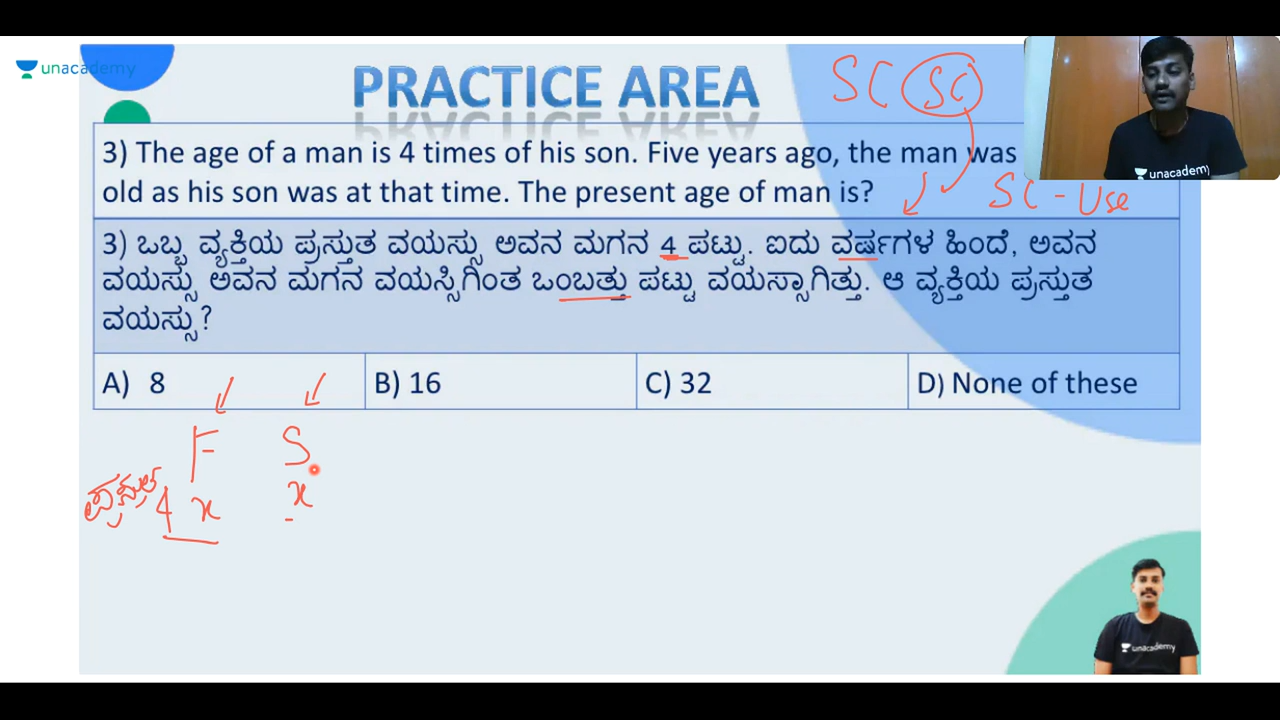 unacademy
PRACTICE AREA
SC SC
3) The age of a man is 4 times of his son. Five years ago, the man was
old as his son was at that time. The present age of man is?
SC - Use
unacademy
3) ಒಬ್ಬ ವ್ಯಕ್ತಿಯ ಪ್ರಸ್ತುತ ವಯಸ್ಸು ಅವನ ಮಗನ 4 ಪಟ್ಟು. ಐದು ವರ್ಷಗಳ ಹಿಂದೆ, ಅವನ
ವಯಸ್ಸು ಅವನ ಮಗನ ವಯಸ್ಸಿಗಿಂತ ಒಂಬತ್ತು ಪಟ್ಟು ವಯಸ್ಸಾಗಿತ್ತು. ಆ ವ್ಯಕ್ತಿಯ ಪ್ರಸ್ತುತ
ವಯಸ್ಸು?
A) 8 B) 16 C) 32 D) None of these
F S
ಪ್ರಸ್ತುತ 4x x
unacademy